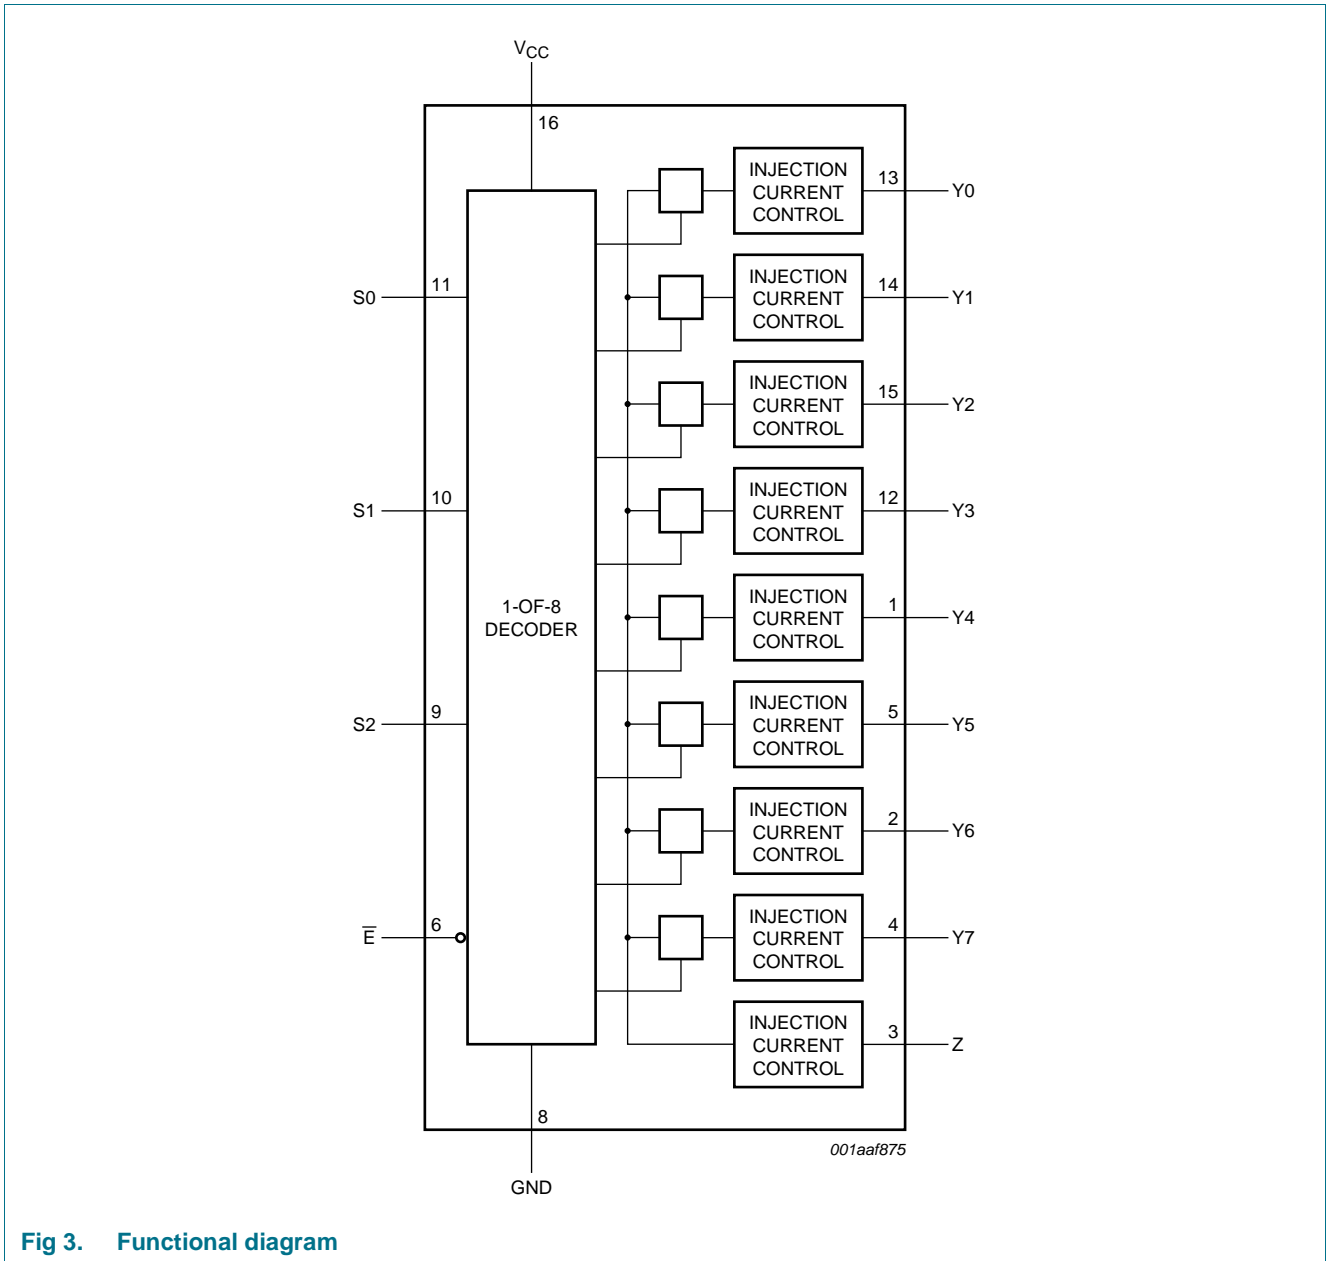 VCC
16
INJECTION
CURRENT
CONTROL
13
Y0
S0
11
INJECTION
CURRENT
CONTROL
14
Y1
INJECTION
CURRENT
CONTROL
15
Y2
S1
10
INJECTION
CURRENT
CONTROL
12
Y3
1-OF-8
DECODER
INJECTION
CURRENT
CONTROL
1
Y4
S2
9
INJECTION
CURRENT
CONTROL
5
Y5
INJECTION
CURRENT
CONTROL
2
Y6
E̅
6
INJECTION
CURRENT
CONTROL
4
Y7
INJECTION
CURRENT
CONTROL
3
Z
8
GND
001aaf875
Fig 3. Functional diagram